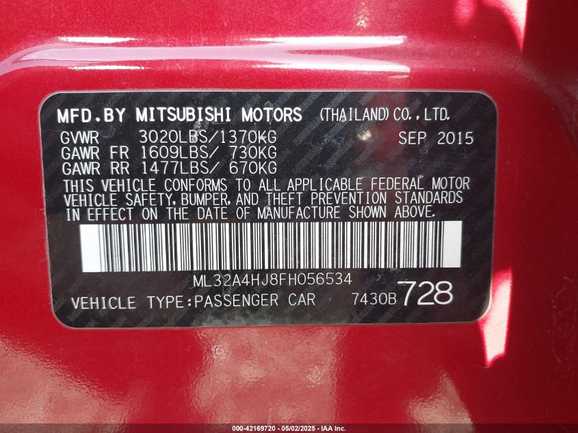 MFD. BY MITSUBISHI MOTORS (THAILAND) CO., LTD.
GVWR 3020LBS/1370KG SEP 2015
GAWR FR 1609LBS/ 730KG
GAWR RR 1477LBS/ 670KG
THIS VEHICLE CONFORMS TO ALL APPLICABLE FEDERAL MOTOR
VEHICLE SAFETY, BUMPER, AND THEFT PREVENTION STANDARDS
IN EFFECT ON THE DATE OF MANUFACTURE SHOWN ABOVE.
ML32A4HJ8FH056534
VEHICLE TYPE:PASSENGER CAR 7430B 728
000-42169720 - 05/02/2025 - IAA Inc.